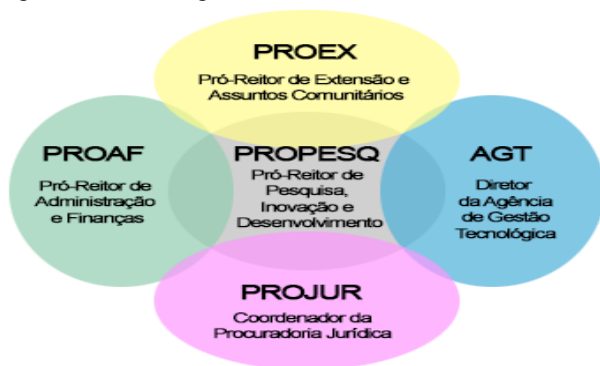 PROEX
Pró-Reitor de Extensão e
Assuntos Comunitários
PROAF
Pró-Reitor de
Administração
e Finanças
PROPESQ
Pró-Reitor de
Pesquisa,
Inovação e
Desenvolvimento
AGT
Diretor
da Agência
de Gestão
Tecnológica
PROJUR
Coordenador da
Procuradoria Jurídica